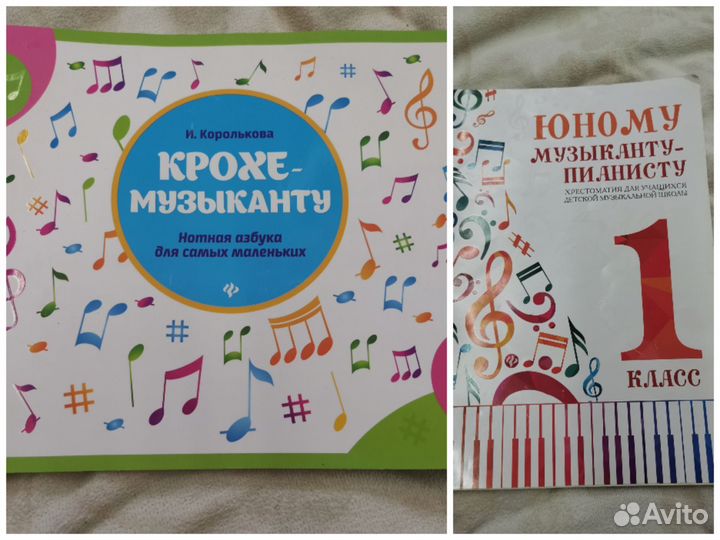 И. Королькова
КРОХЕ-
МУЗЫКАНТУ
Нотная азбука
для самых маленьких
ЮНОМУ
МУЗЫКАНТУ-
ПИАНИСТУ
ХРЕСТОМАТИЯ ДЛЯ УЧАЩИХСЯ
ДЕТСКОЙ МУЗЫКАЛЬНОЙ ШКОЛЫ
1
КЛАСС
Avito